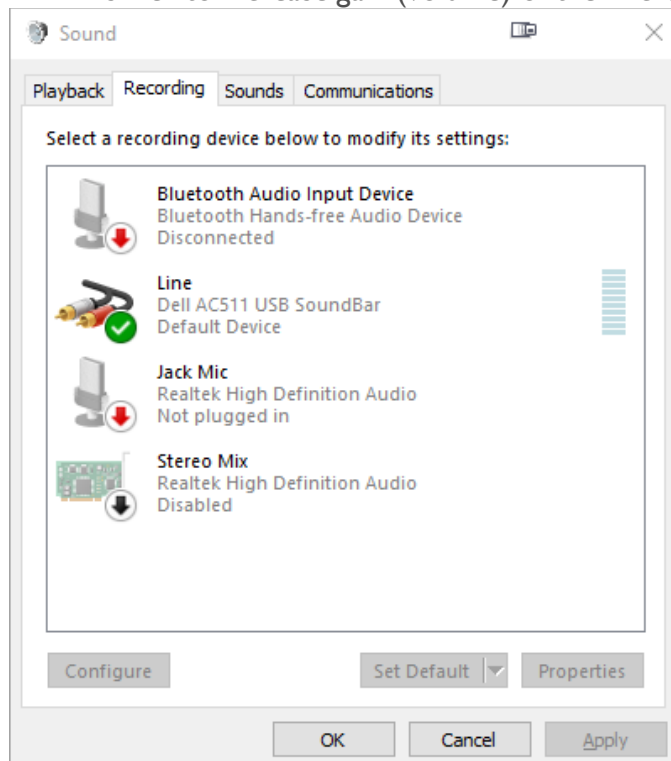 Sound
Playback Recording Sounds Communications
Select a recording device below to modify its settings:
Bluetooth Audio Input Device
Bluetooth Hands-free Audio Device
Disconnected
Line
Dell AC511 USB SoundBar
Default Device
Jack Mic
Realtek High Definition Audio
Not plugged in
Stereo Mix
Realtek High Definition Audio
Disabled
Configure Set Default Properties
OK Cancel Apply